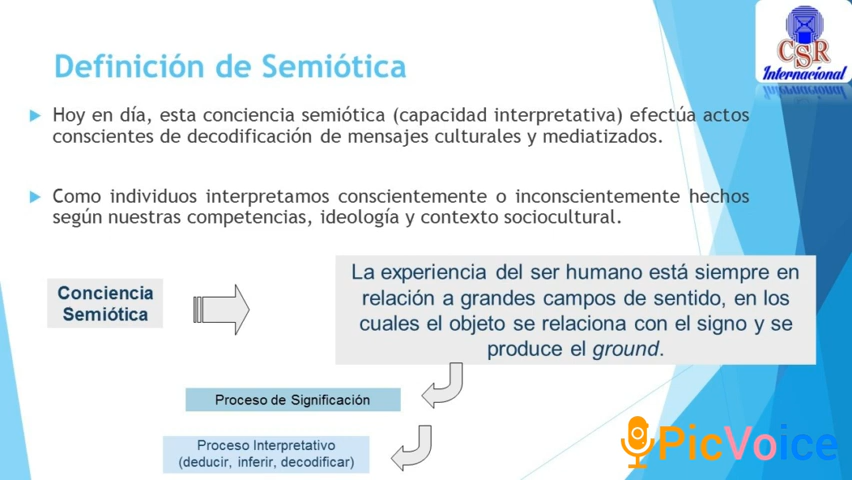 CSR
Internacional
Definición de Semiótica
Hoy en día, esta conciencia semiótica (capacidad interpretativa) efectúa actos
conscientes de decodificación de mensajes culturales y mediatizados.
Como individuos interpretamos conscientemente o inconscientemente hechos
según nuestras competencias, ideología y contexto sociocultural.
Conciencia
Semiótica
La experiencia del ser humano está siempre en
relación a grandes campos de sentido, en los
cuales el objeto se relaciona con el signo y se
produce el ground.
Proceso de Significación
Proceso Interpretativo
(deducir, inferir, decodificar)
PicVoice